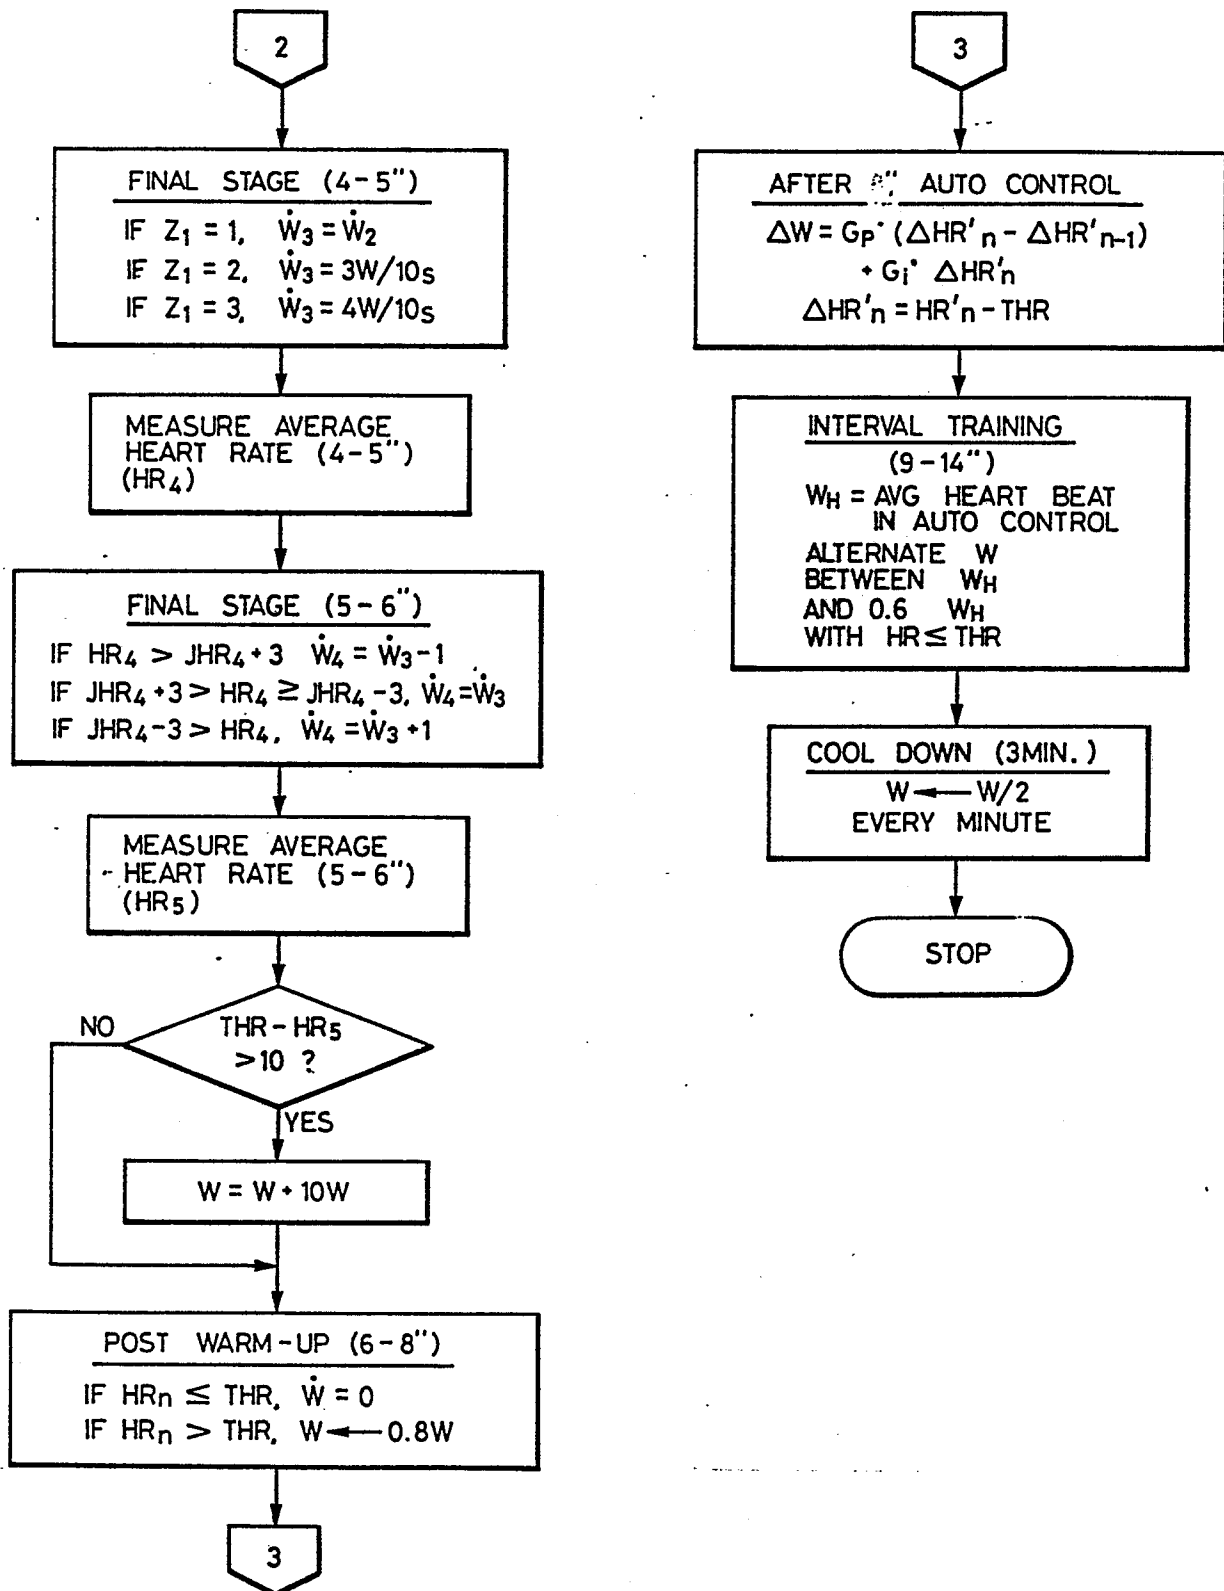 2
FINAL STAGE (4-5")
IF Z₁ = 1, Ẇ₃ = Ẇ₂
IF Z₁ = 2, Ẇ₃ = 3W/10s
IF Z₁ = 3, Ẇ₃ = 4W/10s
MEASURE AVERAGE
HEART RATE (4-5")
(HR₄)
FINAL STAGE (5-6")
IF HR₄ > JHR₄+3 Ẇ₄ = Ẇ₃-1
IF JHR₄+3 > HR₄ ≧ JHR₄-3, Ẇ₄=Ẇ₃
IF JHR₄-3 > HR₄, Ẇ₄ = Ẇ₃+1
MEASURE AVERAGE
HEART RATE (5-6")
(HR₅)
THR-HR₅
>10 ?
NO
YES
W = W + 10W
POST WARM-UP (6-8")
IF HRn ≦ THR, Ẇ = 0
IF HRn > THR, W ← 0.8W
3
3
AFTER AUTO CONTROL
△W = Gp· (△HR'n - △HR'n-1)
+ Gi· △HR'n
△HR'n = HR'n - THR
INTERVAL TRAINING
(9-14")
WH = AVG HEART BEAT
IN AUTO CONTROL
ALTERNATE W
BETWEEN WH
AND 0.6 WH
WITH HR ≦ THR
COOL DOWN (3MIN.)
W ← W/2
EVERY MINUTE
STOP